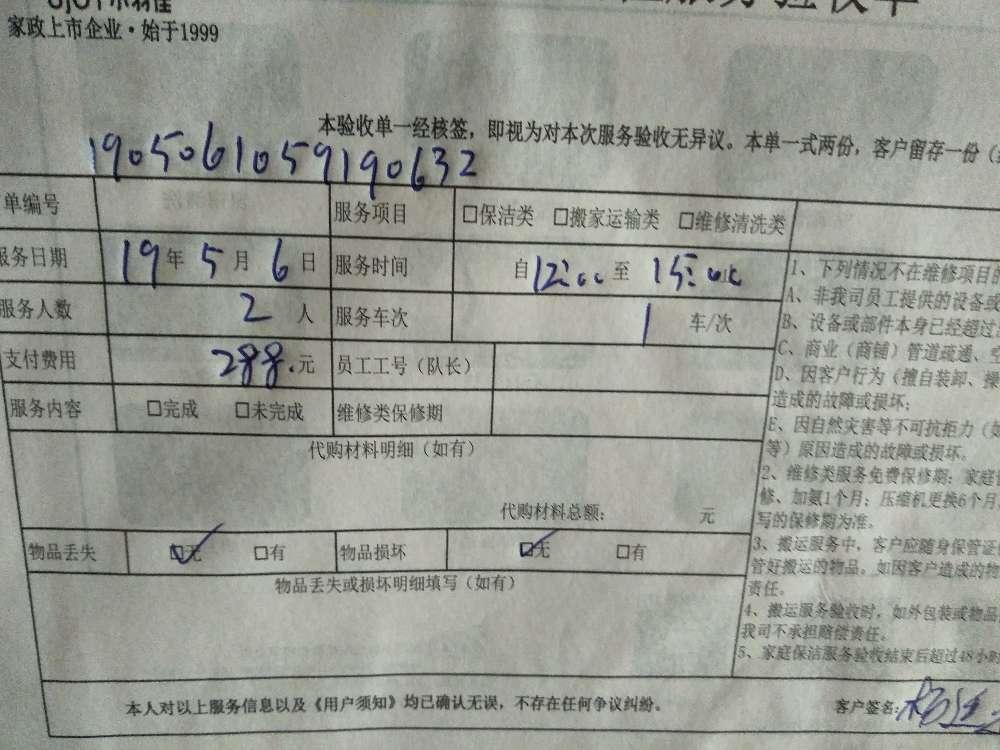 家政上市企业·始于1999
服务验收单
本验收单一经核签，即视为对本次服务验收无异议。本单一式两份，客户留存一份
1905061059190632
单编号 服务项目 □保洁类 □搬家运输类 □维修清洗类
服务日期 19年5月6日 服务时间 自12:00至15:
服务人数 2人 服务车次 1车/次
支付费用 288.元 员工工号（队长）
服务内容 □完成 □未完成 维修类保修期
代购材料明细（如有）
代购材料总额： 元
物品丢失 ☑无 □有 物品损坏 ☑无 □有
物品丢失或损坏明细填写（如有）
1、下列情况不在维修项目
A、非我司员工提供的设备或
B、设备或部件本身已经超过
C、商业（商铺）管道疏通、
D、因客户行为（擅自装卸、操
造成的故障或损坏；
E、因自然灾害等不可抗拒力（如
等）原因造成的故障或损坏。
2、维修类服务免费保修期：家庭
修、加氨1个月；压缩机更换6个月
写的保修期为准。
3、搬运服务中，客户应随身保管证
管好搬运的物品。如因客户造成的物
责任。
4、搬运服务验收时，如外包装或物品
我司不承担赔偿责任。
5、家庭保洁服务验收结束后超过48小时
本人对以上服务信息以及《用户须知》均已确认无误，不存在任何争议纠纷。 客户签名：